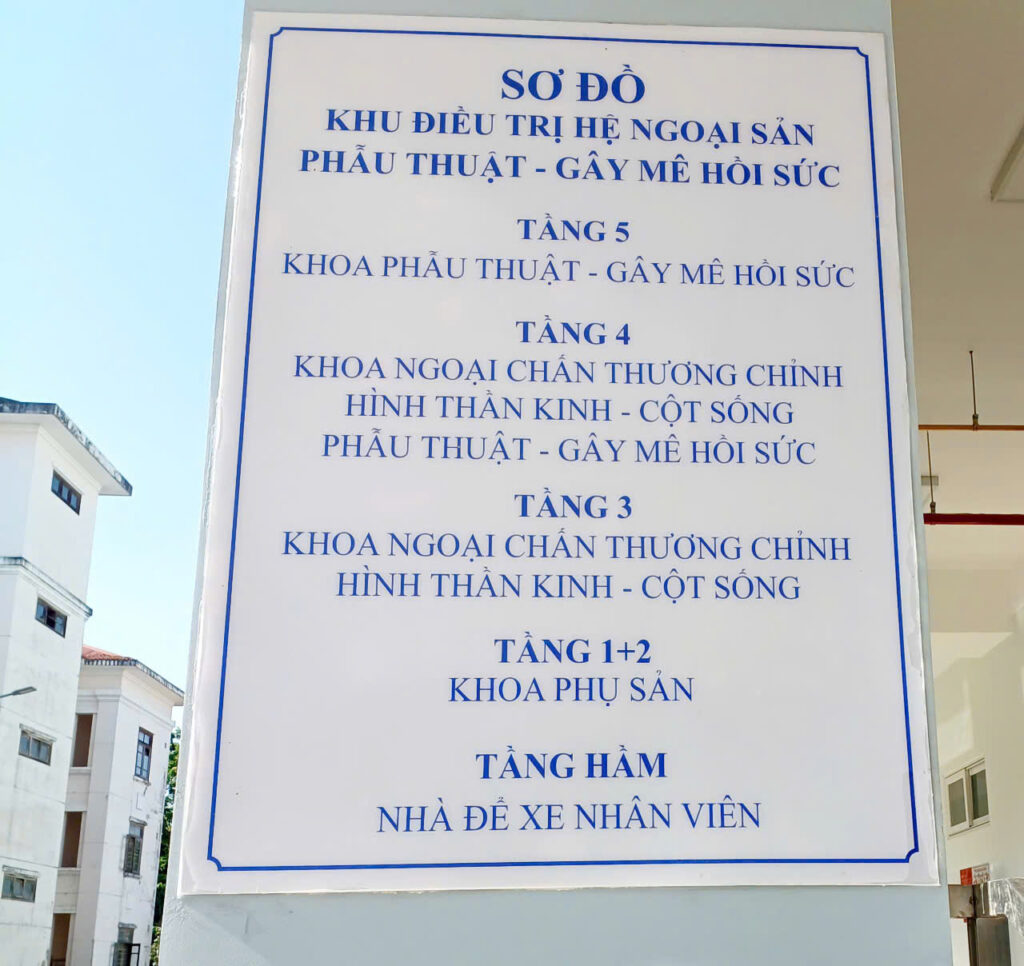 SƠ ĐỒ
KHU ĐIỀU TRỊ HỆ NGOẠI SẢN
PHẪU THUẬT - GÂY MÊ HỒI SỨC
TẦNG 5
KHOA PHẪU THUẬT - GÂY MÊ HỒI SỨC
TẦNG 4
KHOA NGOẠI CHẤN THƯƠNG CHỈNH
HÌNH THẦN KINH - CỘT SỐNG
PHẪU THUẬT - GÂY MÊ HỒI SỨC
TẦNG 3
KHOA NGOẠI CHẤN THƯƠNG CHỈNH
HÌNH THẦN KINH - CỘT SỐNG
TẦNG 1+2
KHOA PHỤ SẢN
TẦNG HẦM
NHÀ ĐỂ XE NHÂN VIÊN